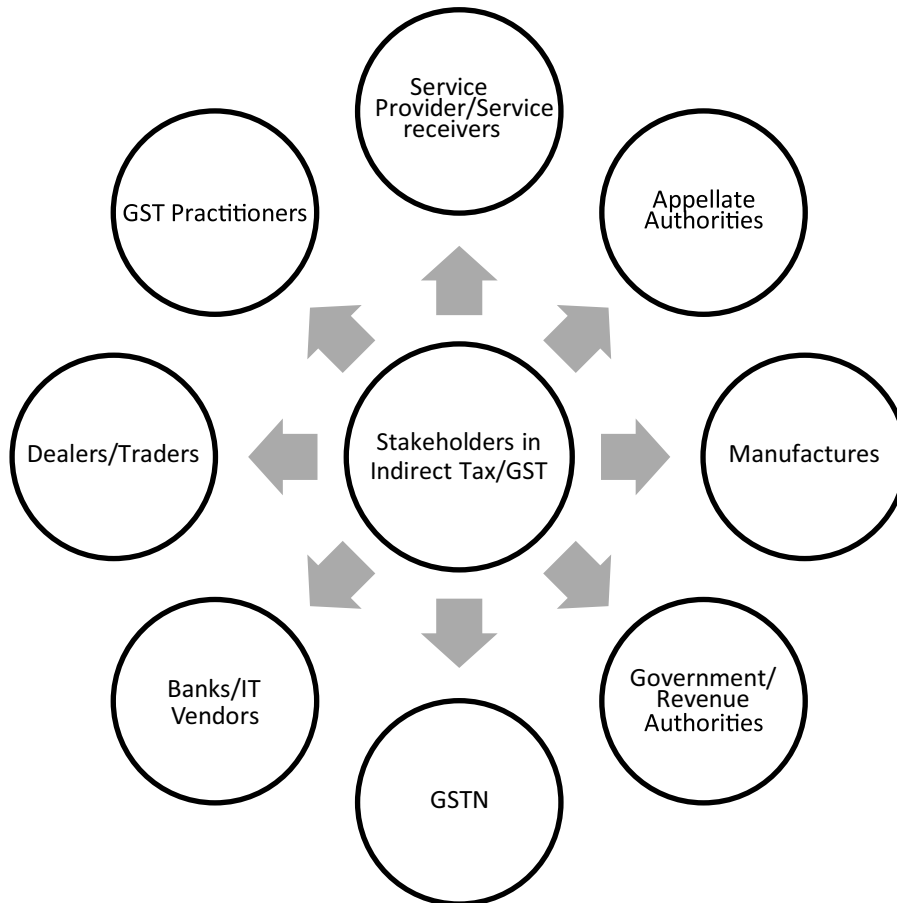 Service
Provider/Service
receivers
GST Practitioners
Appellate
Authorities
Dealers/Traders
Stakeholders in
Indirect Tax/GST
Manufactures
Banks/IT
Vendors
Government/
Revenue
Authorities
GSTN